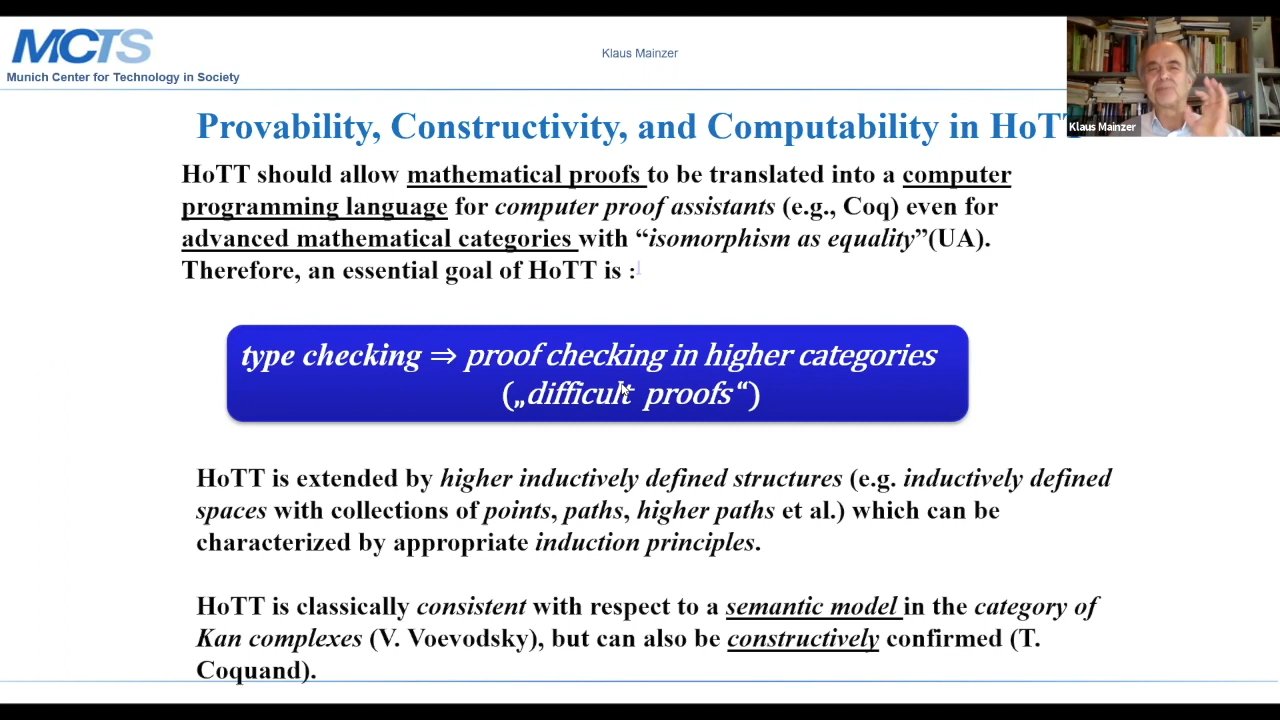 MCTS
Munich Center for Technology in Society
Klaus Mainzer
Klaus Mainzer
Provability, Constructivity, and Computability in HoTT
HoTT should allow mathematical proofs to be translated into a computer
programming language for computer proof assistants (e.g., Coq) even for
advanced mathematical categories with “isomorphism as equality”(UA).
Therefore, an essential goal of HoTT is :
type checking ⇒ proof checking in higher categories
(„difficult proofs“)
HoTT is extended by higher inductively defined structures (e.g. inductively defined
spaces with collections of points, paths, higher paths et al.) which can be
characterized by appropriate induction principles.
HoTT is classically consistent with respect to a semantic model in the category of
Kan complexes (V. Voevodsky), but can also be constructively confirmed (T.
Coquand).